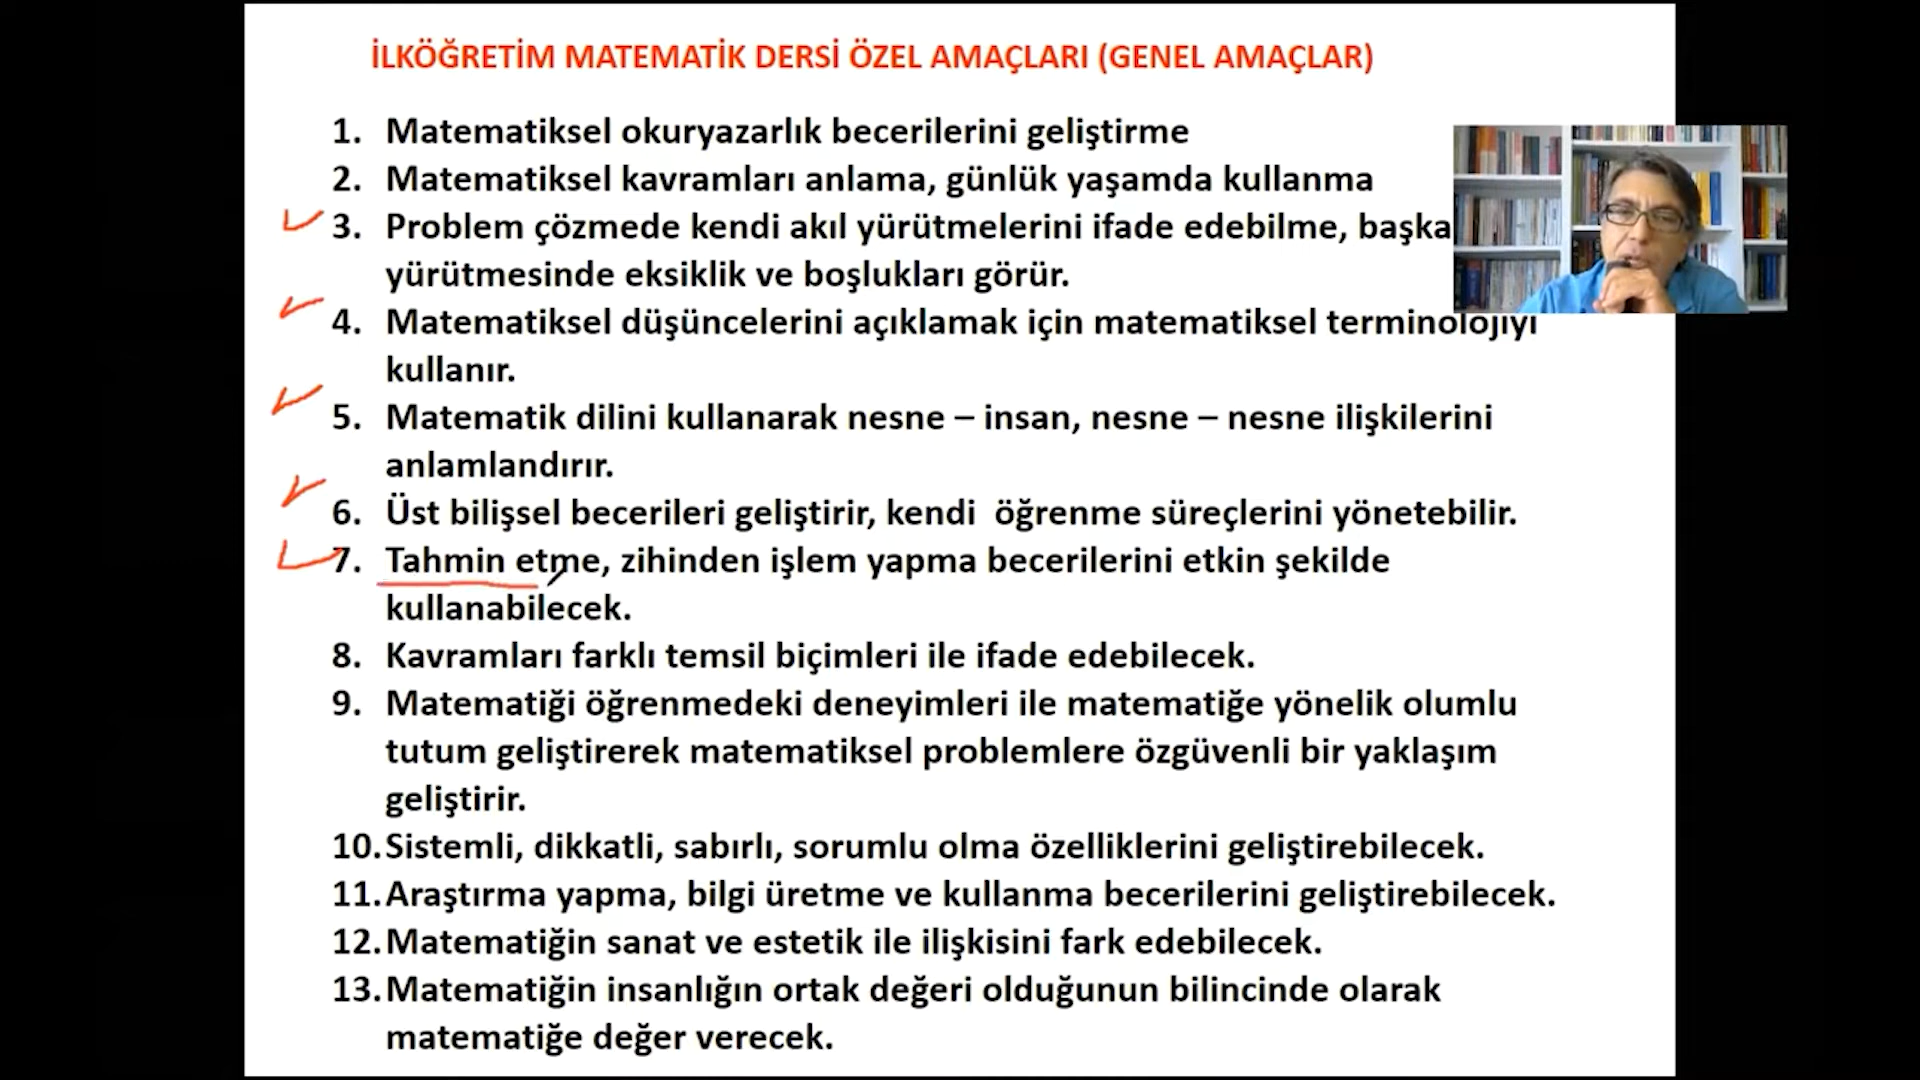 İLKÖĞRETİM MATEMATİK DERSİ ÖZEL AMAÇLARI (GENEL AMAÇLAR)
1. Matematiksel okuryazarlık becerilerini geliştirme
2. Matematiksel kavramları anlama, günlük yaşamda kullanma
3. Problem çözmede kendi akıl yürütmelerini ifade edebilme, başka
yürütmesinde eksiklik ve boşlukları görür.
4. Matematiksel düşüncelerini açıklamak için matematiksel terminolojiyi
kullanır.
5. Matematik dilini kullanarak nesne – insan, nesne – nesne ilişkilerini
anlamlandırır.
6. Üst bilişsel becerileri geliştirir, kendi öğrenme süreçlerini yönetebilir.
7. Tahmin etme, zihinden işlem yapma becerilerini etkin şekilde
kullanabilecek.
8. Kavramları farklı temsil biçimleri ile ifade edebilecek.
9. Matematiği öğrenmedeki deneyimleri ile matematiğe yönelik olumlu
tutum geliştirerek matematiksel problemlere özgüvenli bir yaklaşım
geliştirir.
10. Sistemli, dikkatli, sabırlı, sorumlu olma özelliklerini geliştirebilecek.
11. Araştırma yapma, bilgi üretme ve kullanma becerilerini geliştirebilecek.
12. Matematiğin sanat ve estetik ile ilişkisini fark edebilecek.
13. Matematiğin insanlığın ortak değeri olduğunun bilincinde olarak
matematiğe değer verecek.